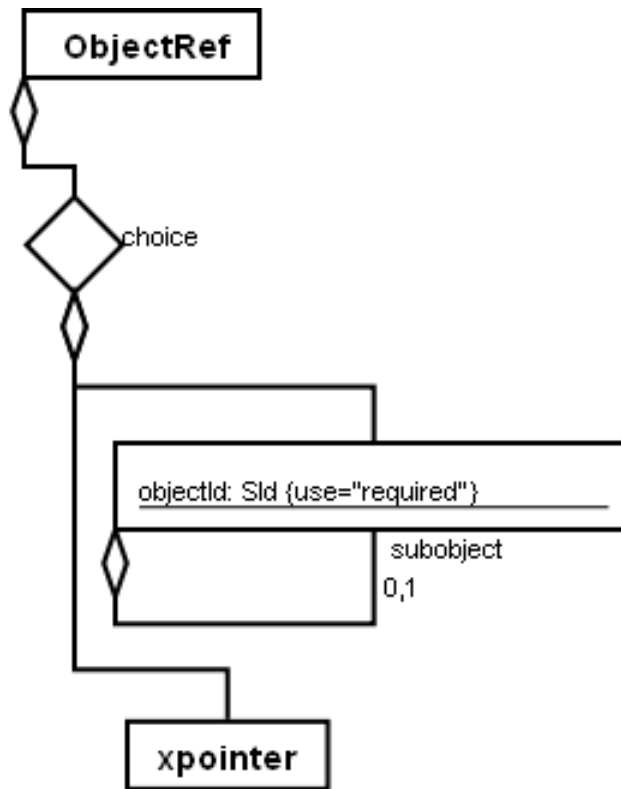 ObjectRef
choice
objectId: SId {use="required"}
subobject
0,1
xpointer